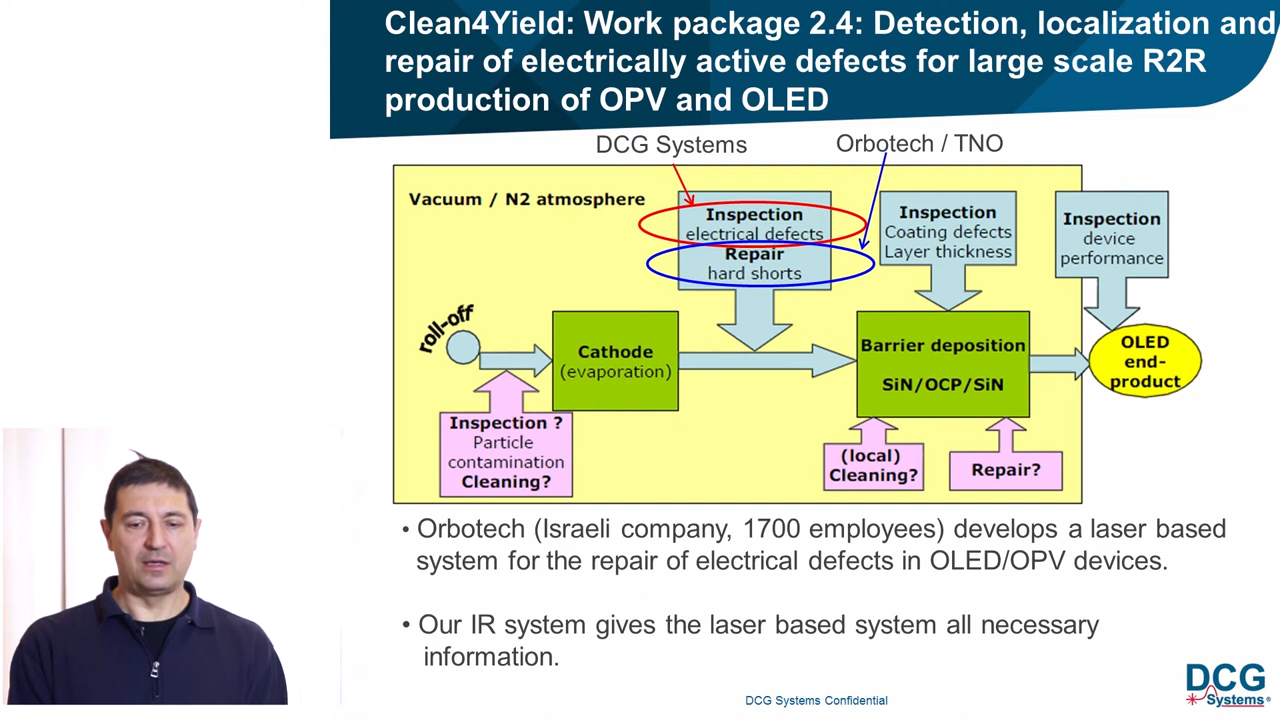 Clean4Yield: Work package 2.4: Detection, localization and
repair of electrically active defects for large scale R2R
production of OPV and OLED
DCG Systems
Orbotech / TNO
Vacuum / N2 atmosphere
Inspection
electrical defects
Repair
hard shorts
Inspection
Coating defects
Layer thickness
Inspection
device
performance
roll-off
Cathode
(evaporation)
Barrier deposition
SiN/OCP/SiN
OLED
end-
product
Inspection ?
Particle
contamination
Cleaning?
(local)
Cleaning?
Repair?
• Orbotech (Israeli company, 1700 employees) develops a laser based
system for the repair of electrical defects in OLED/OPV devices.
• Our IR system gives the laser based system all necessary
information.
DCG Systems Confidential
DCG
Systems®